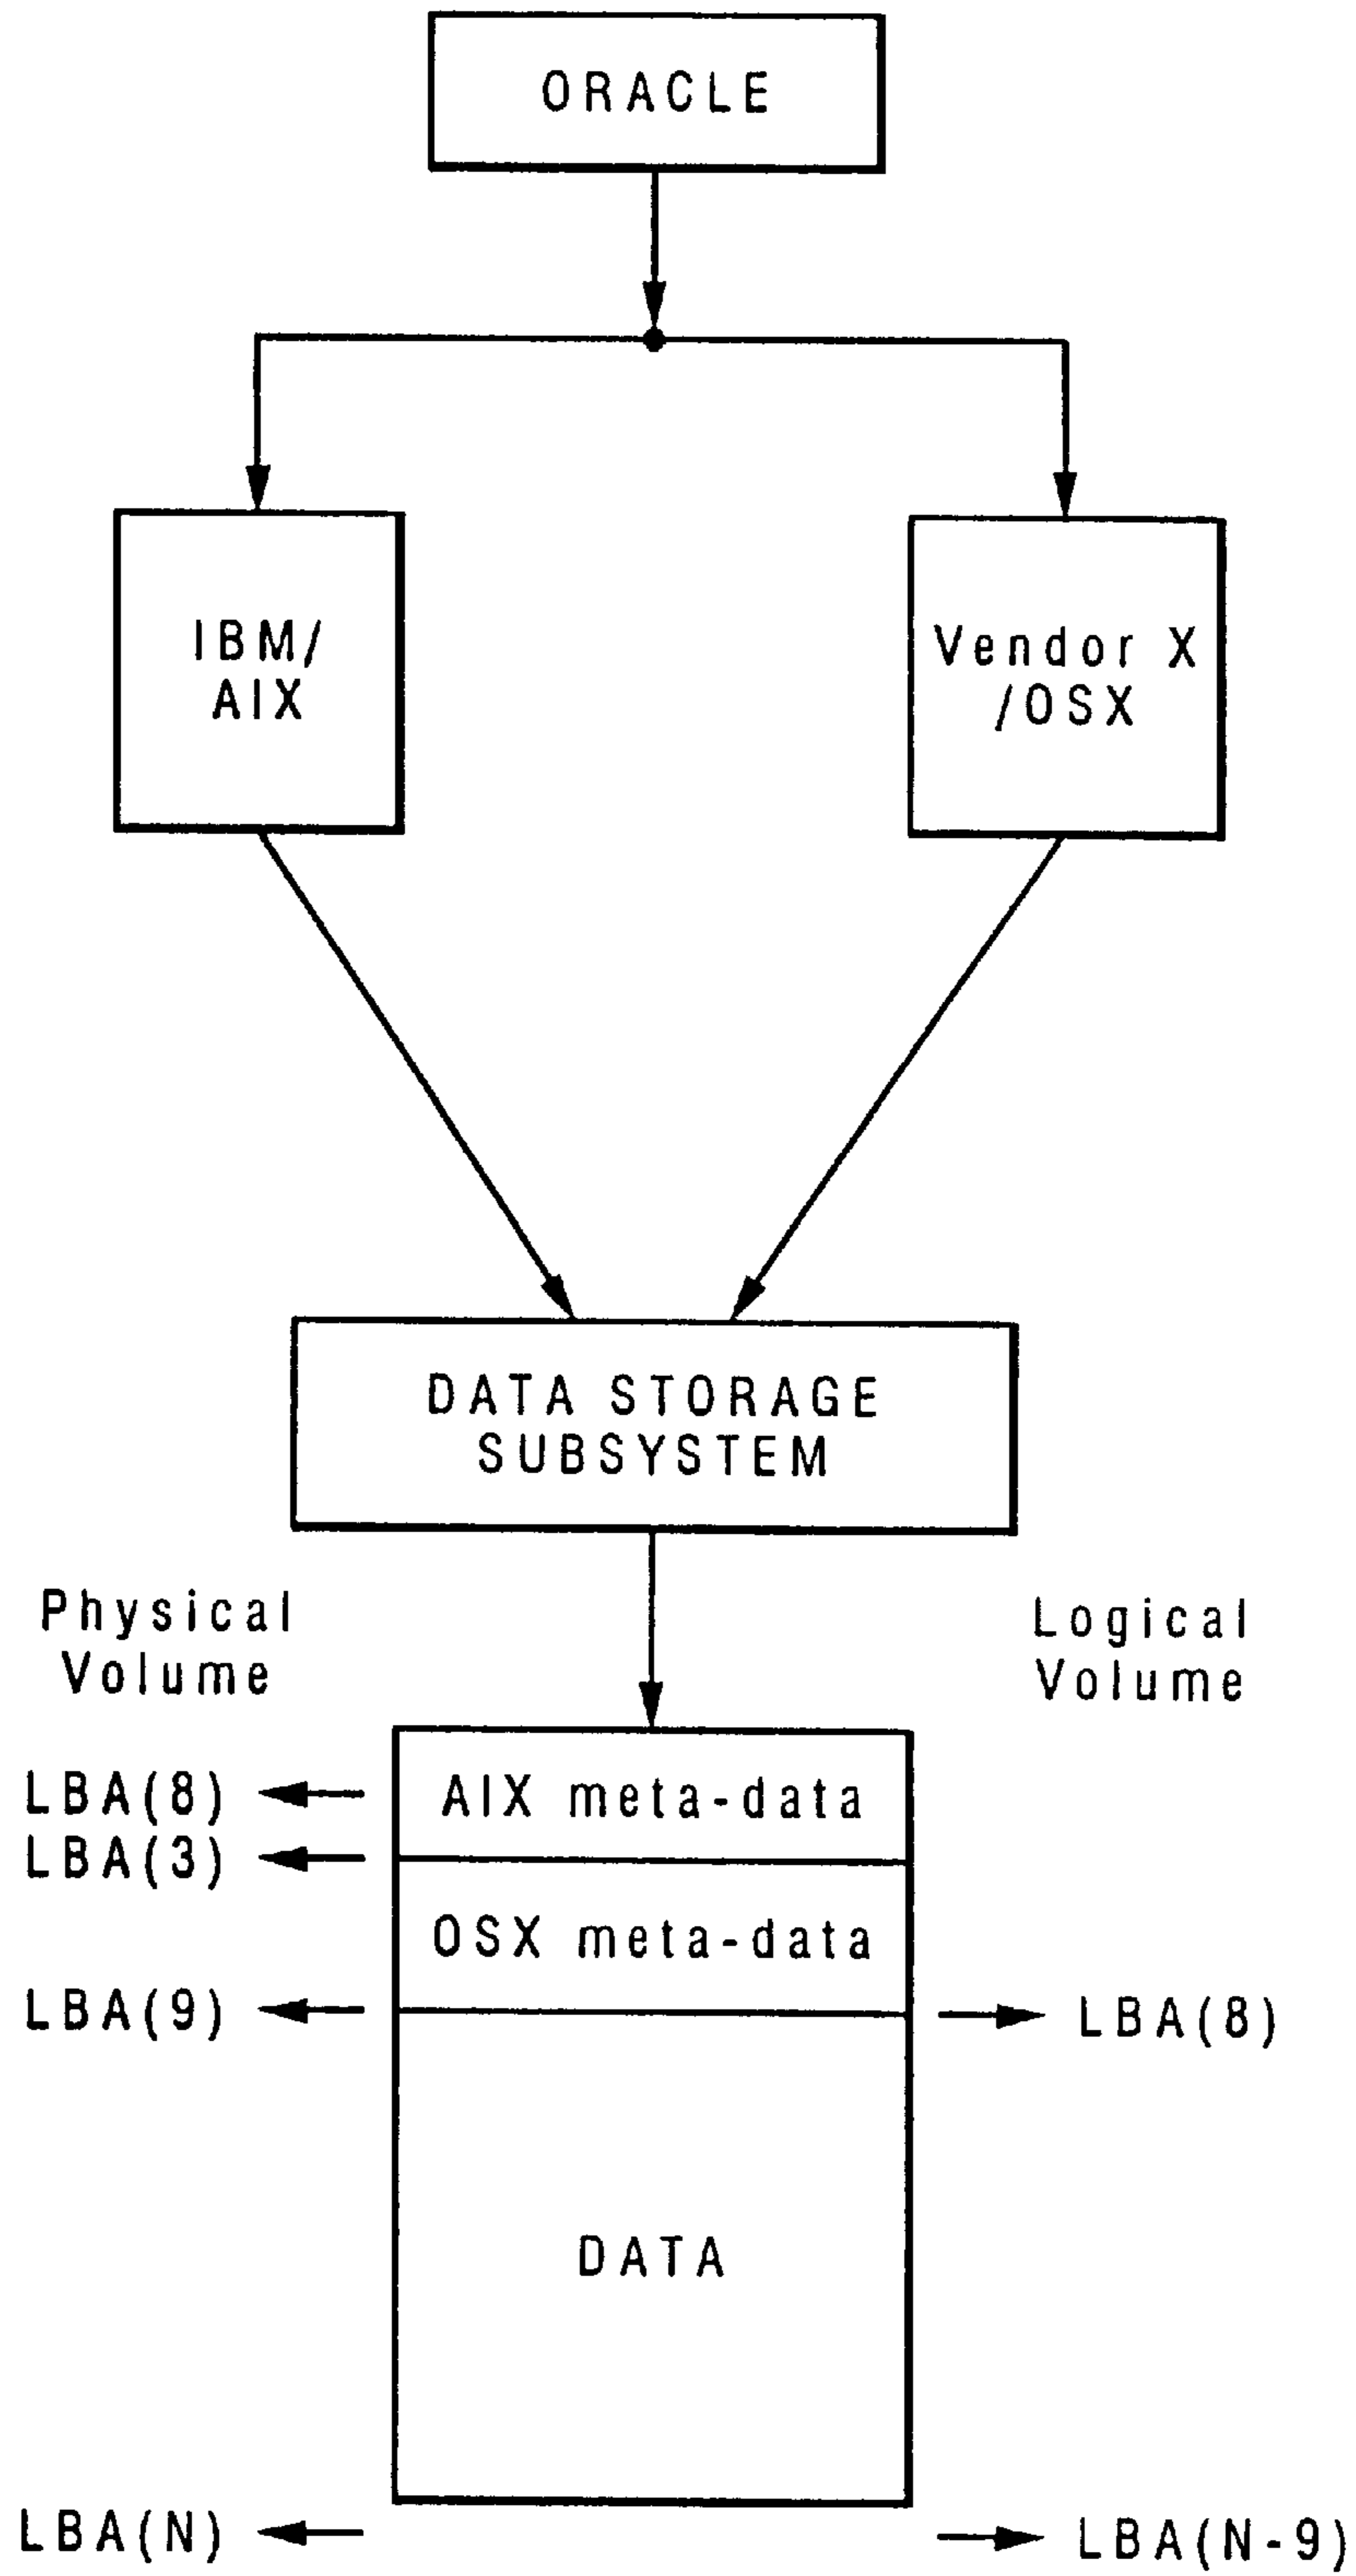 ORACLE
IBM/
AIX
Vendor X
/OSX
DATA STORAGE
SUBSYSTEM
Physical
Volume
Logical
Volume
LBA(8)
AIX meta-data
LBA(3)
OSX meta-data
LBA(9)
LBA(8)
DATA
LBA(N)
LBA(N-9)